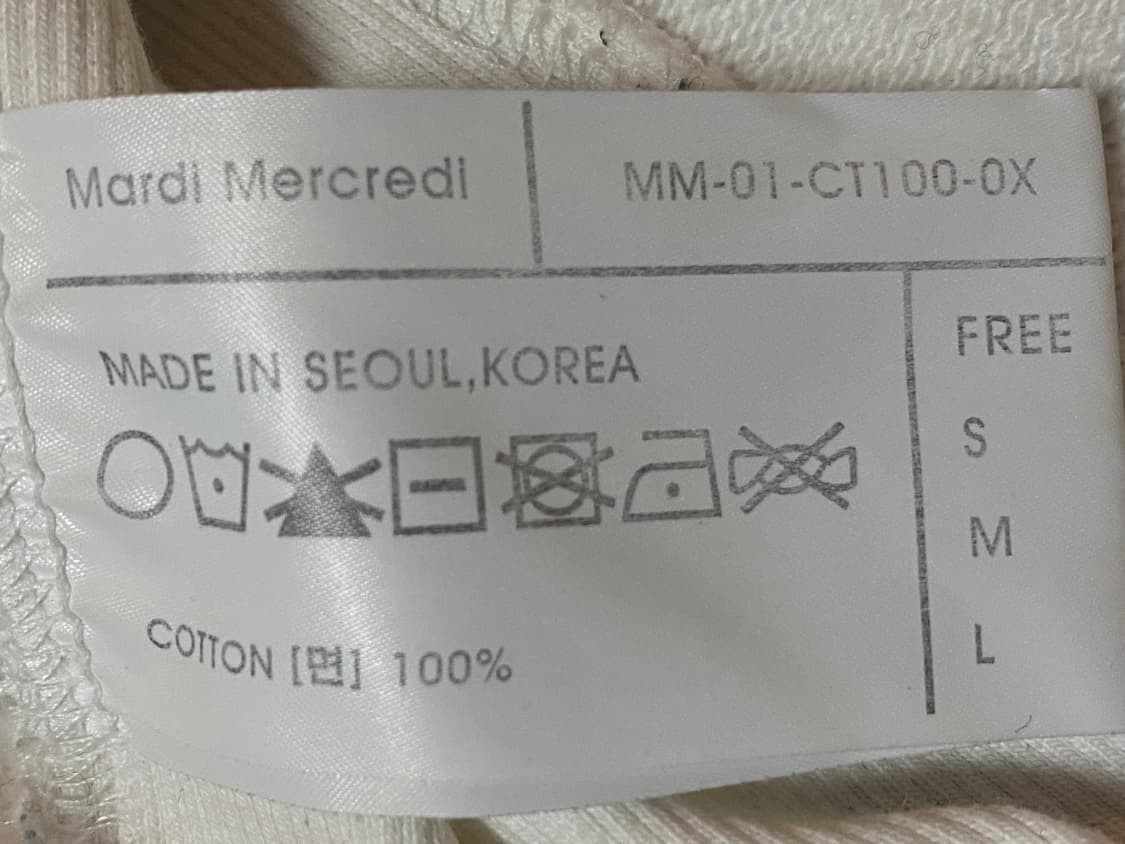 Mardi Mercredi
MM-01-CT100-0X
MADE IN SEOUL,KOREA
COTTON [면] 100%
FREE
S
M
L